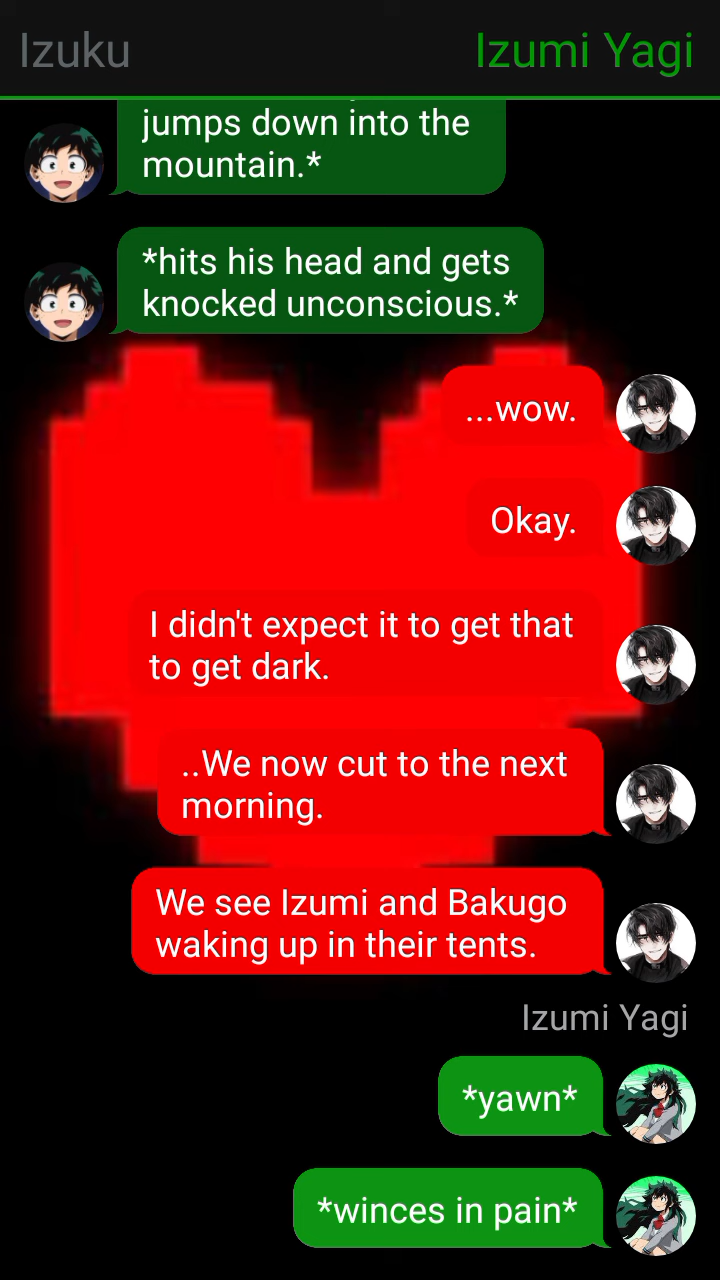 Izuku
Izumi Yagi
jumps down into the
mountain.*
*hits his head and gets
knocked unconscious.*
...wow.
Okay.
I didn't expect it to get that
to get dark.
..We now cut to the next
morning.
We see Izumi and Bakugo
waking up in their tents.
Izumi Yagi
*yawn*
*winces in pain*